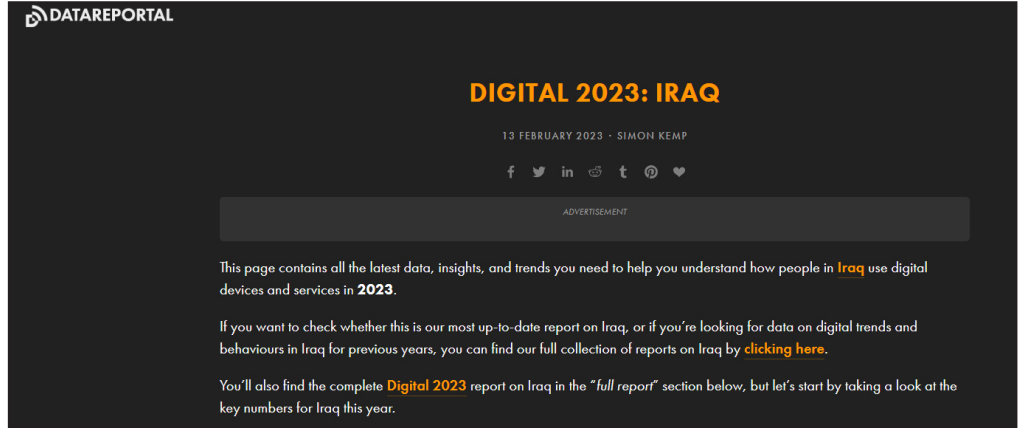 DATAREPORTAL
DIGITAL 2023: IRAQ
13 FEBRUARY 2023 · SIMON KEMP
ADVERTISEMENT
This page contains all the latest data, insights, and trends you need to help you understand how people in Iraq use digital
devices and services in 2023.
If you want to check whether this is our most up-to-date report on Iraq, or if you’re looking for data on digital trends and
behaviours in Iraq for previous years, you can find our full collection of reports on Iraq by clicking here.
You’ll also find the complete Digital 2023 report on Iraq in the “full report” section below, but let’s start by taking a look at the
key numbers for Iraq this year.